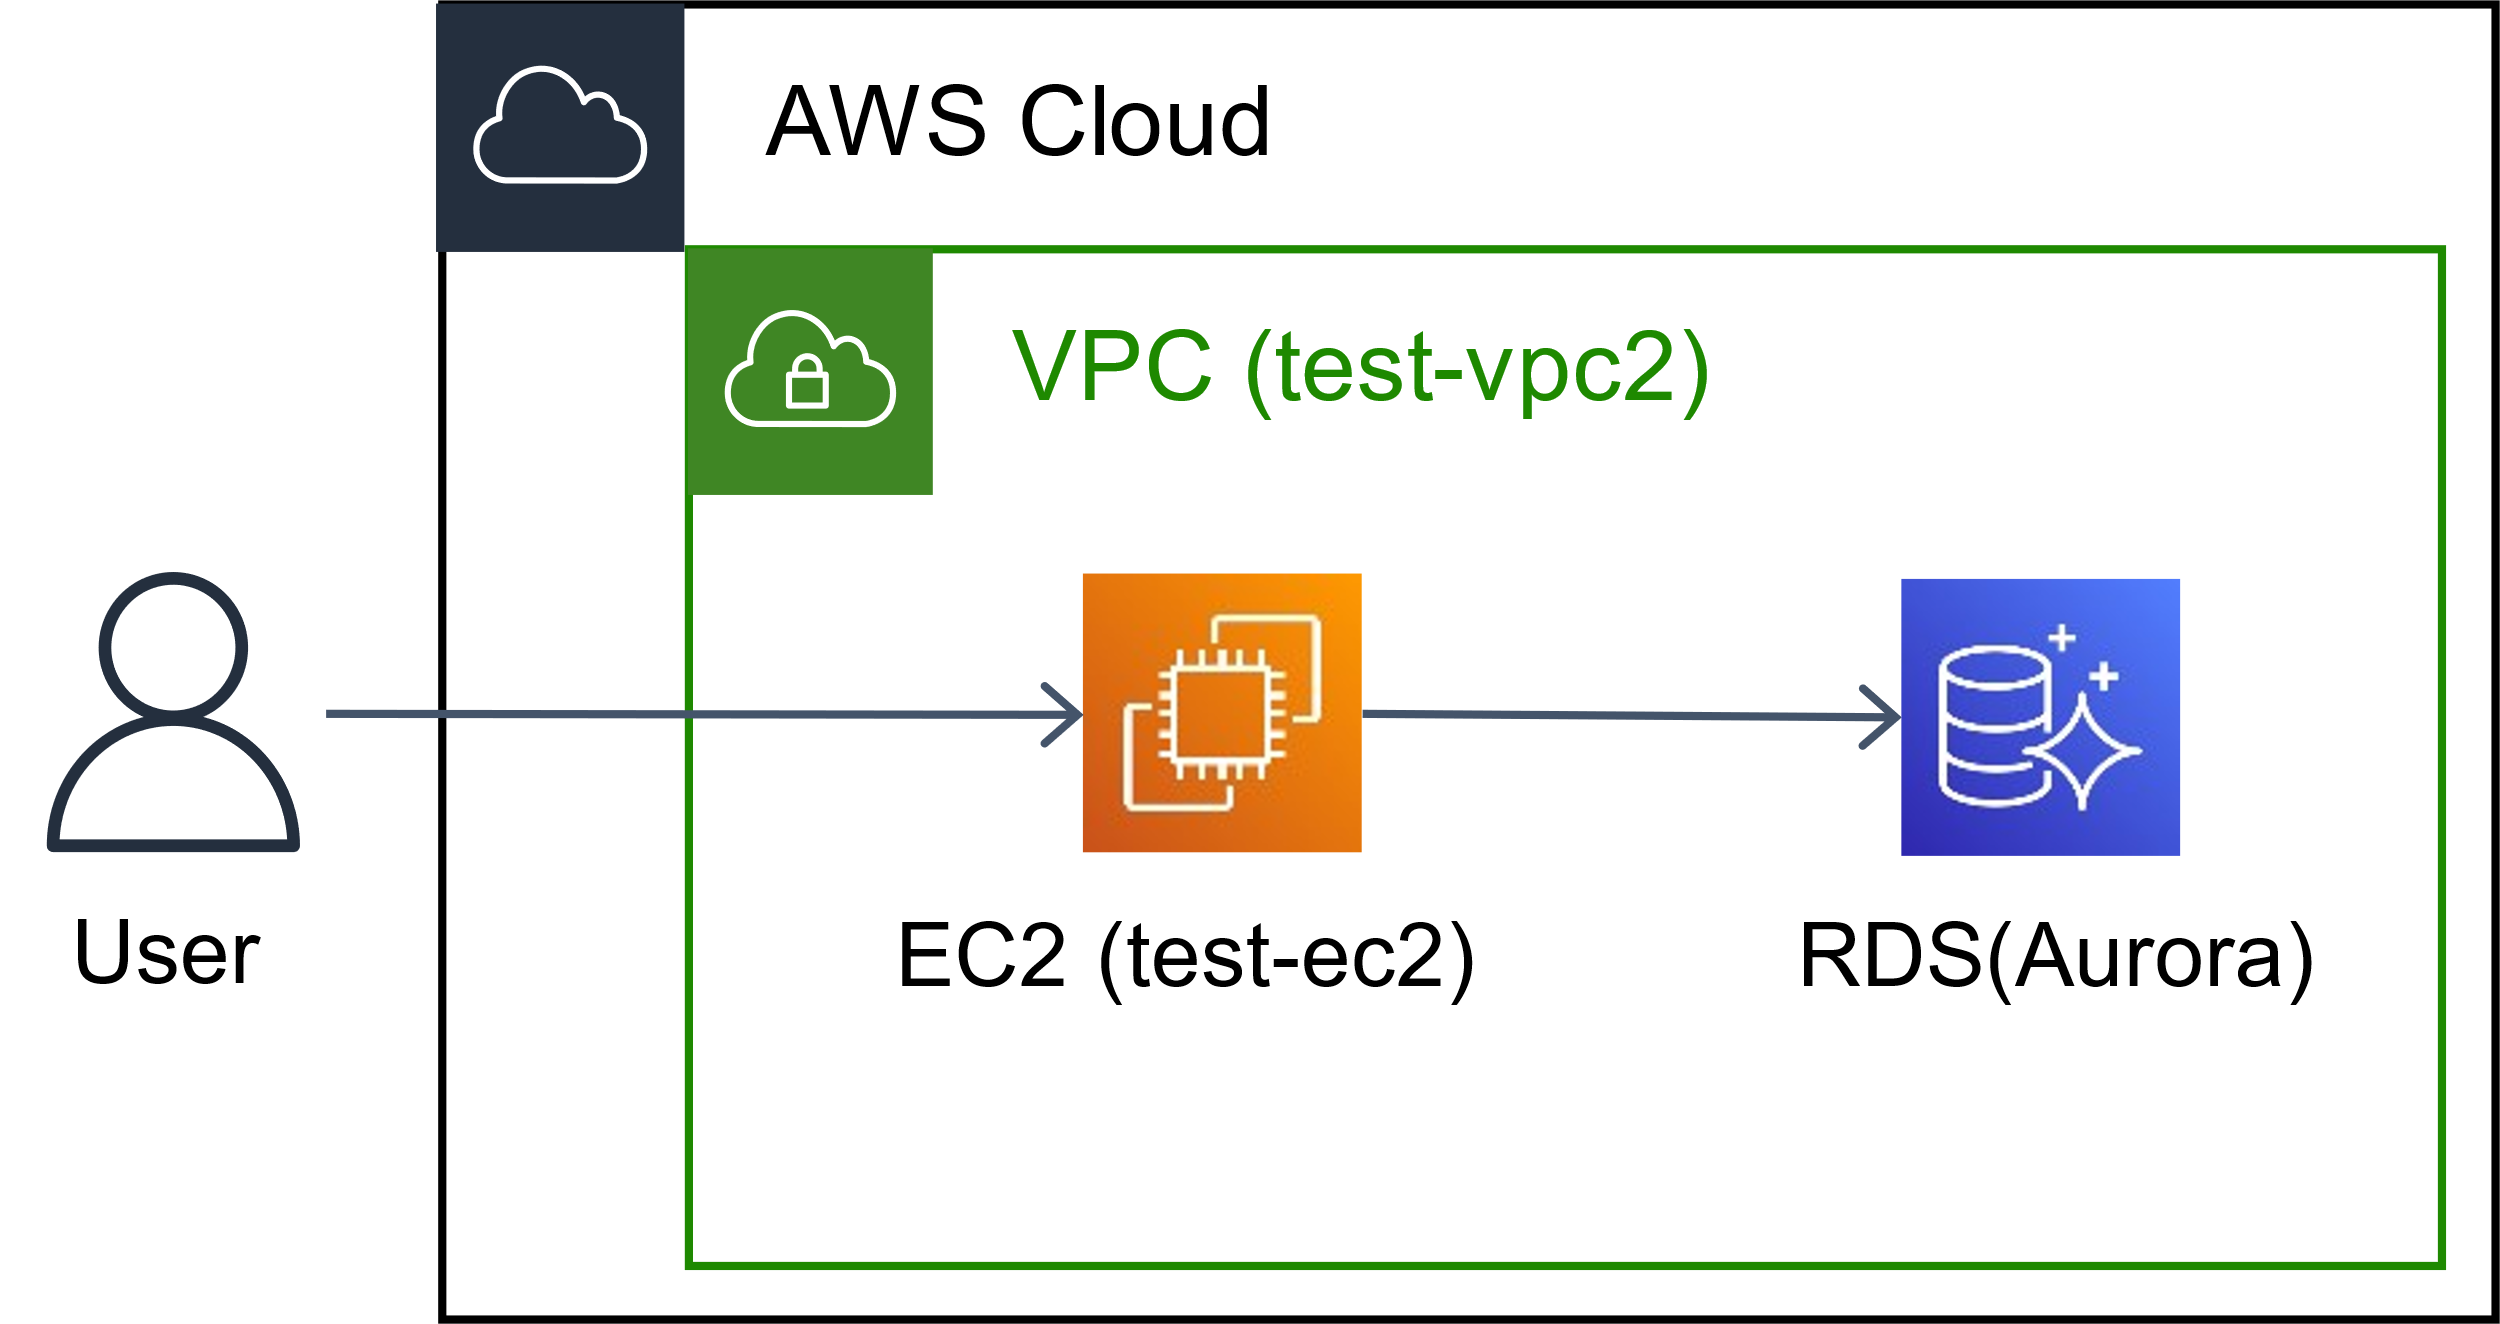 AWS Cloud
VPC (test-vpc2)
User
EC2 (test-ec2)
RDS(Aurora)